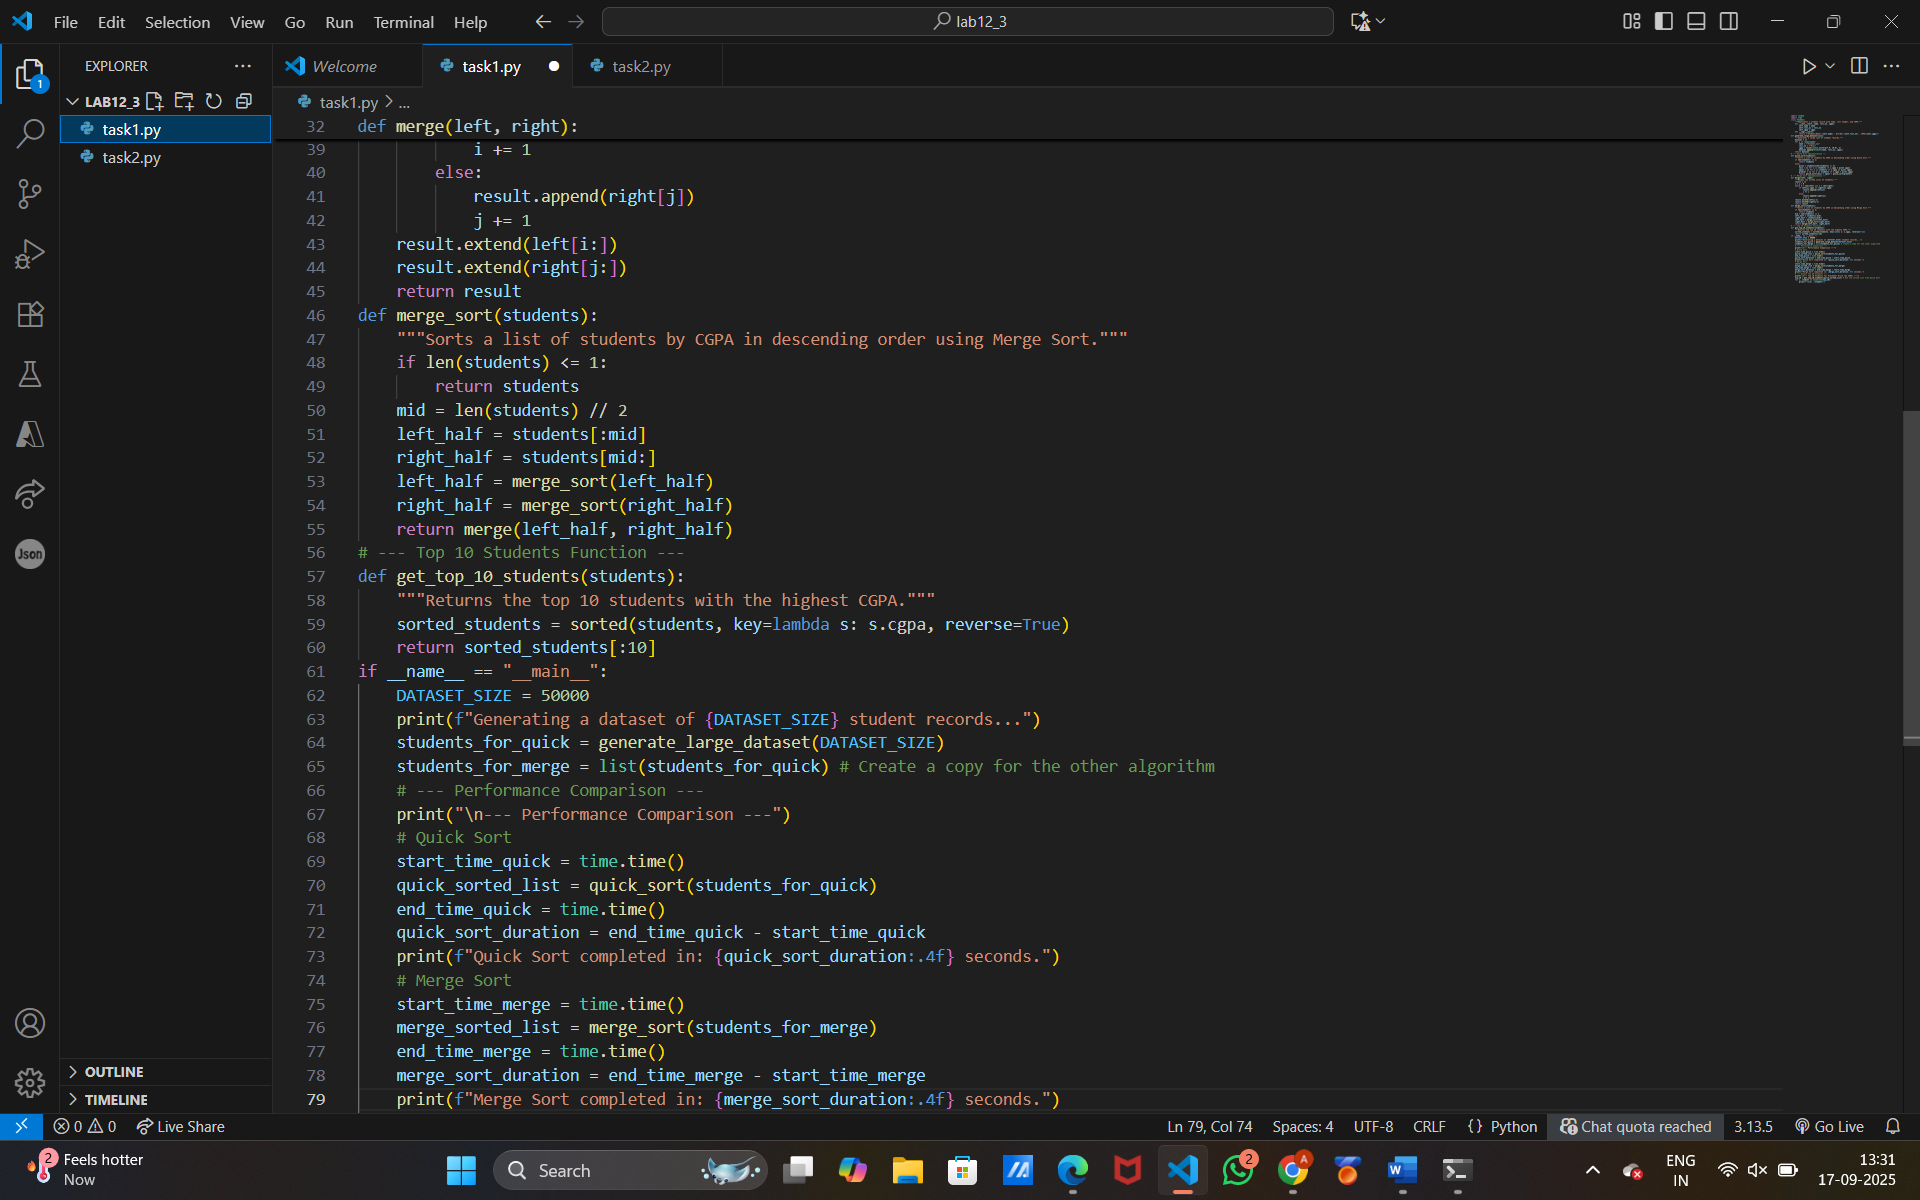 File Edit Selection View Go Run Terminal Help
lab12_3
EXPLORER
Welcome
task1.py
task2.py
1
LAB12_3
task1.py
task2.py
task1.py > ...
32 def merge(left, right):
39 i += 1
40 else:
41 result.append(right[j])
42 j += 1
43 result.extend(left[i:])
44 result.extend(right[j:])
45 return result
46 def merge_sort(students):
47 """Sorts a list of students by CGPA in descending order using Merge Sort."""
48 if len(students) <= 1:
49 return students
50 mid = len(students) // 2
51 left_half = students[:mid]
52 right_half = students[mid:]
53 left_half = merge_sort(left_half)
54 right_half = merge_sort(right_half)
55 return merge(left_half, right_half)
56 # --- Top 10 Students Function ---
57 def get_top_10_students(students):
58 """Returns the top 10 students with the highest CGPA."""
59 sorted_students = sorted(students, key=lambda s: s.cgpa, reverse=True)
60 return sorted_students[:10]
61 if __name__ == "__main__":
62 DATASET_SIZE = 50000
63 print(f"Generating a dataset of {DATASET_SIZE} student records...")
64 students_for_quick = generate_large_dataset(DATASET_SIZE)
65 students_for_merge = list(students_for_quick) # Create a copy for the other algorithm
66 # --- Performance Comparison ---
67 print("\n--- Performance Comparison ---")
68 # Quick Sort
69 start_time_quick = time.time()
70 quick_sorted_list = quick_sort(students_for_quick)
71 end_time_quick = time.time()
72 quick_sort_duration = end_time_quick - start_time_quick
73 print(f"Quick Sort completed in: {quick_sort_duration:.4f} seconds.")
74 # Merge Sort
75 start_time_merge = time.time()
76 merge_sorted_list = merge_sort(students_for_merge)
77 end_time_merge = time.time()
78 merge_sort_duration = end_time_merge - start_time_merge
79 print(f"Merge Sort completed in: {merge_sort_duration:.4f} seconds.")
Json
OUTLINE
TIMELINE
0 0 Live Share
Ln 79, Col 74 Spaces: 4 UTF-8 CRLF {} Python Chat quota reached 3.13.5 Go Live
2
Feels hotter
Now
Search
W
2
A
ENG
IN
13:31
17-09-2025